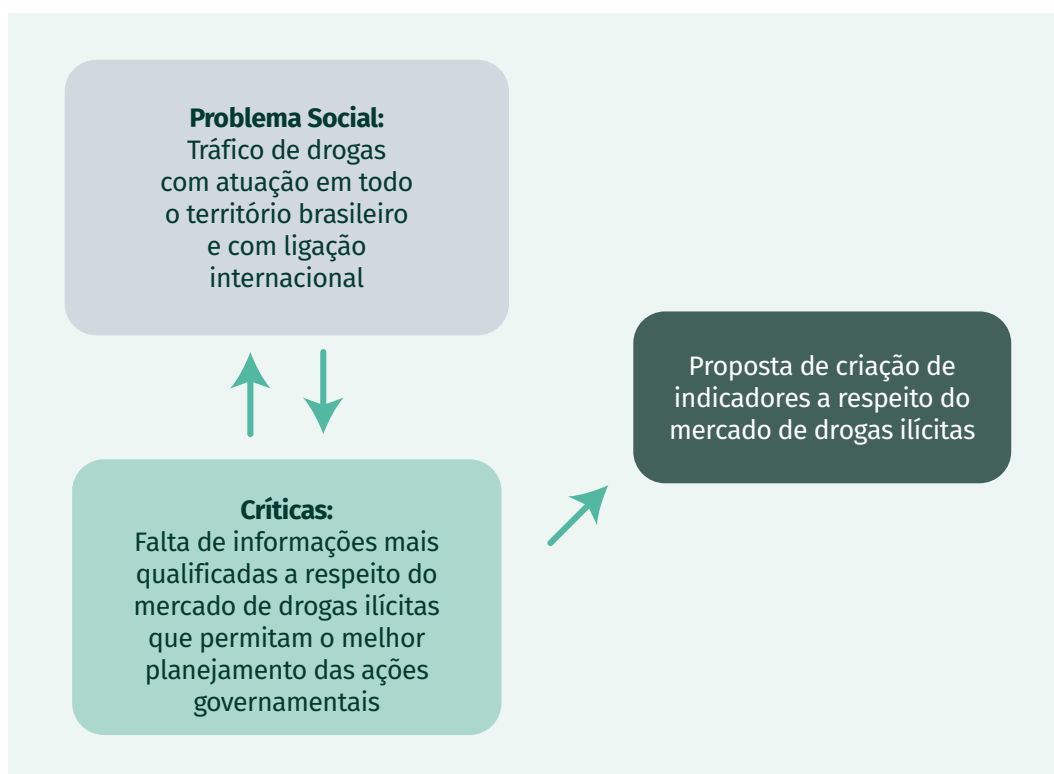 Problema Social:
Tráfico de drogas
com atuação em todo
o território brasileiro
e com ligação
internacional
Proposta de criação de
indicadores a respeito do
mercado de drogas ilícitas
Críticas:
Falta de informações mais
qualificadas a respeito do
mercado de drogas ilícitas
que permitam o melhor
planejamento das ações
governamentais